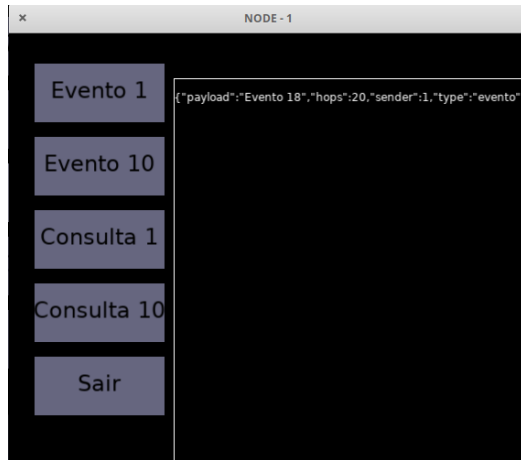 × NODE - 1
Evento 1
{"payload":"Evento 18","hops":20,"sender":1,"type":"evento"
Evento 10
Consulta 1
Consulta 10
Sair